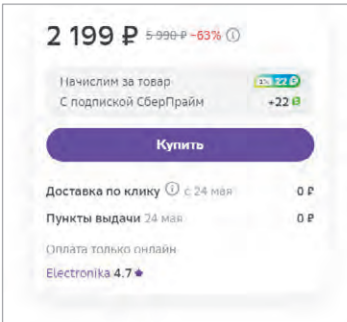 2 199 ₽ 5 990 ₽ -63%
Начислим за товар 1% 22
С подпиской СберПрайм +22
Купить
Доставка по клику с 24 мая 0 ₽
Пункты выдачи 24 мая 0 ₽
Оплата только онлайн
Electronika 4.7